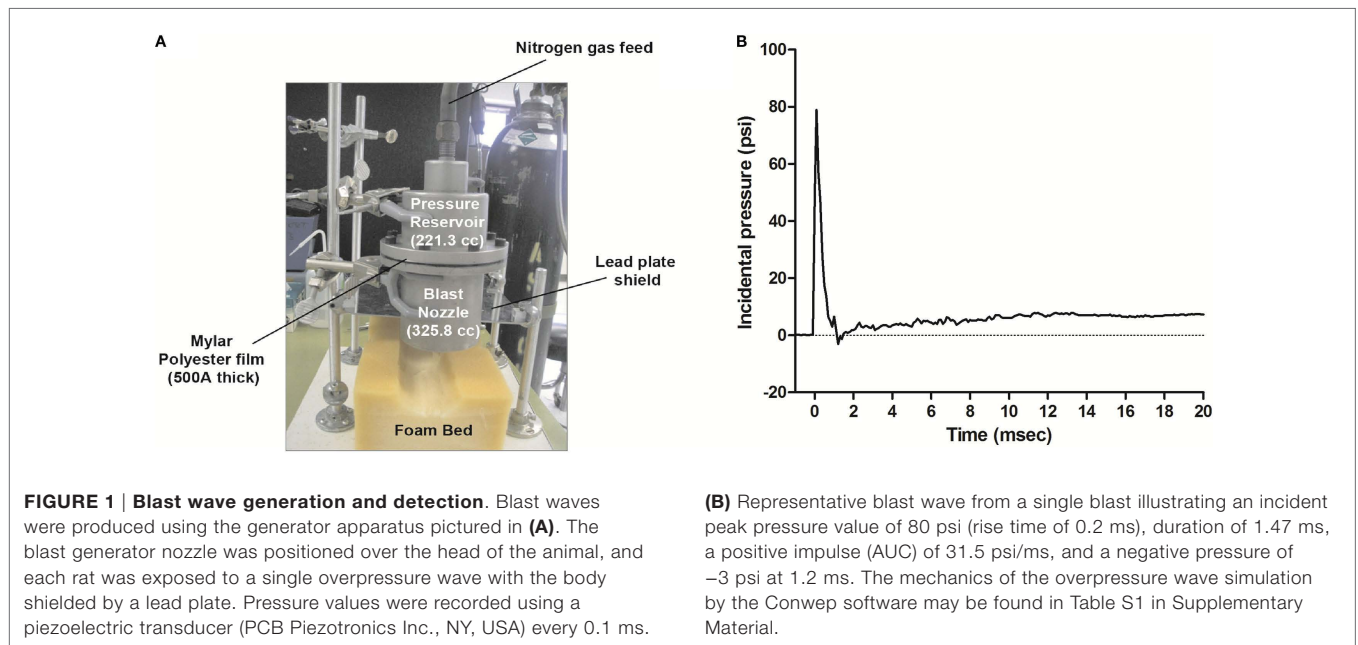 A
Nitrogen gas feed
Pressure
Reservoir
(221.3 cc)
Lead plate
shield
Blast
Nozzle
(325.8 cc)
Mylar
Polyester film
(500A thick)
Foam Bed
B
Incidental pressure (psi)
100
80
60
40
20
0
-20
0 2 4 6 8 10 12 14 16 18 20
Time (msec)
FIGURE 1 | Blast wave generation and detection. Blast waves
were produced using the generator apparatus pictured in (A). The
blast generator nozzle was positioned over the head of the animal, and
each rat was exposed to a single overpressure wave with the body
shielded by a lead plate. Pressure values were recorded using a
piezoelectric transducer (PCB Piezotronics Inc., NY, USA) every 0.1 ms.
(B) Representative blast wave from a single blast illustrating an incident
peak pressure value of 80 psi (rise time of 0.2 ms), duration of 1.47 ms,
a positive impulse (AUC) of 31.5 psi/ms, and a negative pressure of
−3 psi at 1.2 ms. The mechanics of the overpressure wave simulation
by the Conwep software may be found in Table S1 in Supplementary
Material.